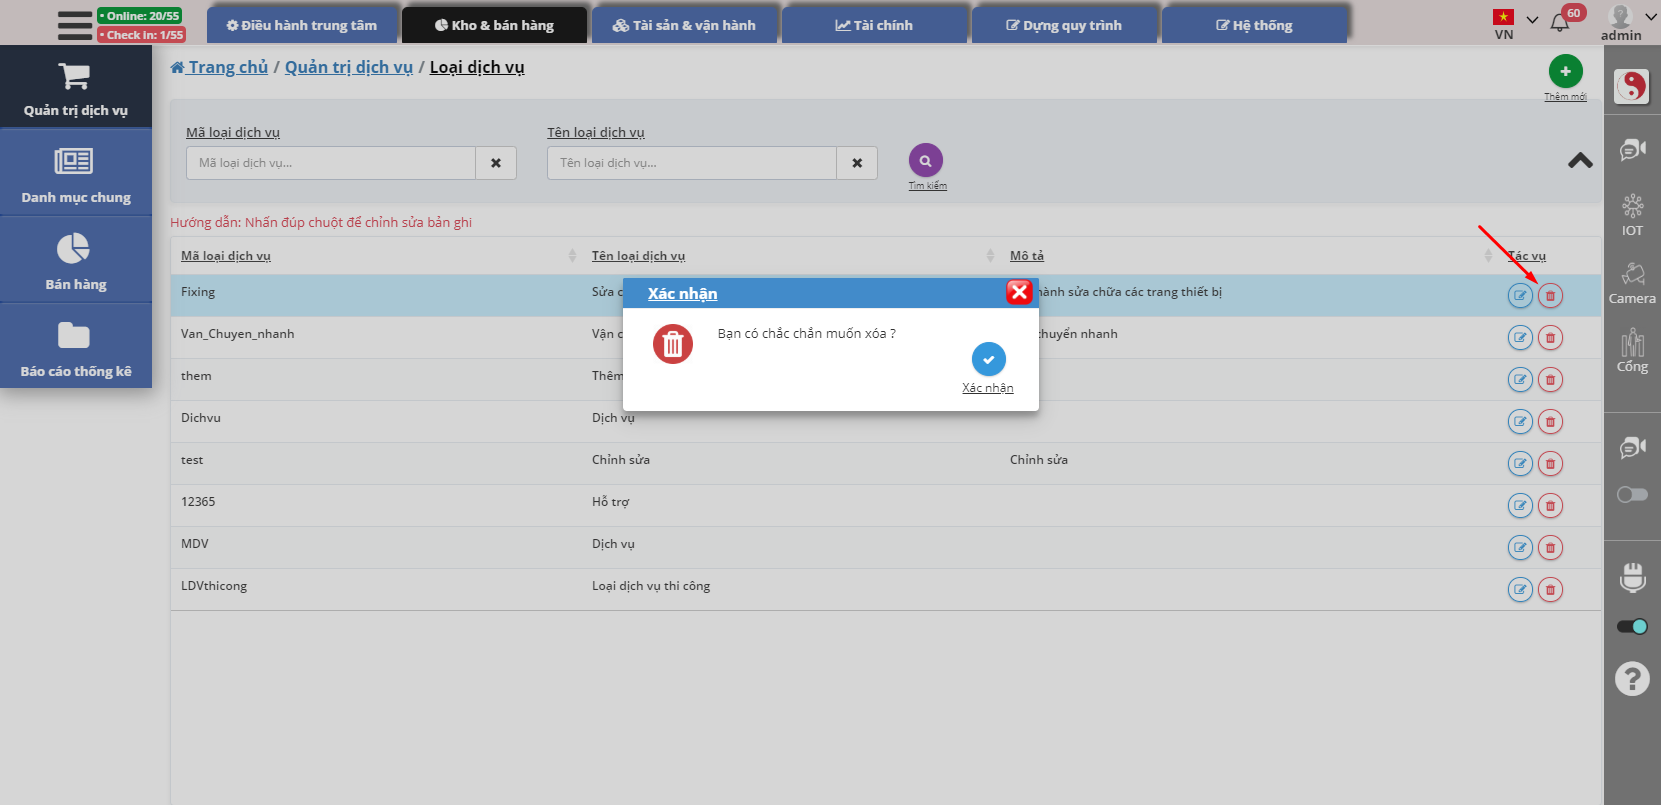 • Online: 20/55
• Check in: 1/55
Điều hành trung tâm
Kho & bán hàng
Tài sản & vận hành
Tài chính
Dựng quy trình
Hệ thống
VN
60
admin
Quản trị dịch vụ
Danh mục chung
Bán hàng
Báo cáo thống kê
Trang chủ / Quản trị dịch vụ / Loại dịch vụ
Thêm mới
Mã loại dịch vụ
Mã loại dịch vụ...
Tên loại dịch vụ
Tên loại dịch vụ...
Tìm kiếm
Hướng dẫn: Nhấn đúp chuột để chỉnh sửa bản ghi
Mã loại dịch vụ Tên loại dịch vụ Mô tả Tác vụ
Fixing Sửa hành sửa chữa các trang thiết bị
Van_Chuyen_nhanh Vận chuyển nhanh
them Thêm
Dichvu Dịch vụ
test Chỉnh sửa Chỉnh sửa
12365 Hỗ trợ
MDV Dịch vụ
LDVthicong Loại dịch vụ thi công
Xác nhận
Bạn có chắc chắn muốn xóa ?
Xác nhận
IOT
Camera
Cổng